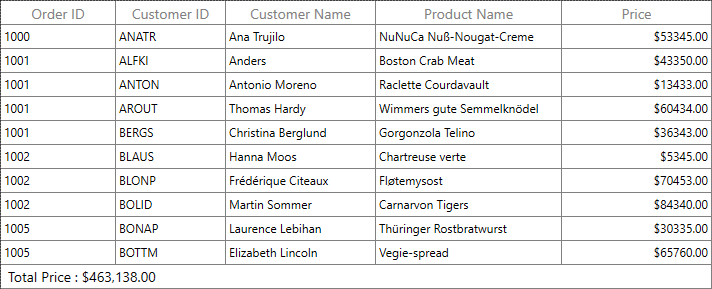 Order ID Customer ID Customer Name Product Name Price
1000 ANATR Ana Trujilo NuNuCa Nuß-Nougat-Creme $53345.00
1001 ALFKI Anders Boston Crab Meat $43350.00
1001 ANTON Antonio Moreno Raclette Courdavault $13433.00
1001 AROUT Thomas Hardy Wimmers gute Semmelknödel $60434.00
1001 BERGS Christina Berglund Gorgonzola Telino $36343.00
1002 BLAUS Hanna Moos Chartreuse verte $5345.00
1002 BLONP Frédérique Citeaux Fløtemysost $70453.00
1002 BOLID Martin Sommer Carnarvon Tigers $84340.00
1005 BONAP Laurence Lebihan Thüringer Rostbratwurst $30335.00
1005 BOTTM Elizabeth Lincoln Vegie-spread $65760.00
Total Price : $463,138.00